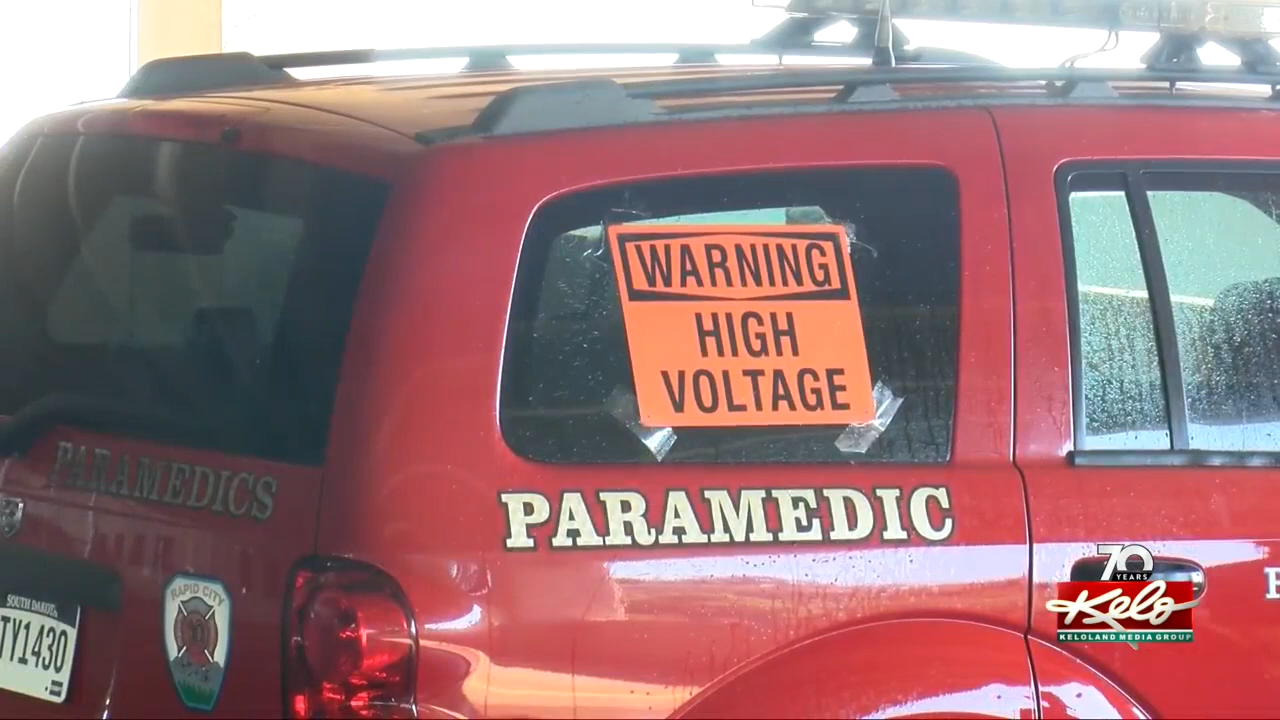 WARNING
HIGH
VOLTAGE
PARAMEDICS
PARAMEDIC
SOUTH DAKOTA
TY1430
RAPID CITY
70
YEARS
Kelo
KELOLAND MEDIA GROUP